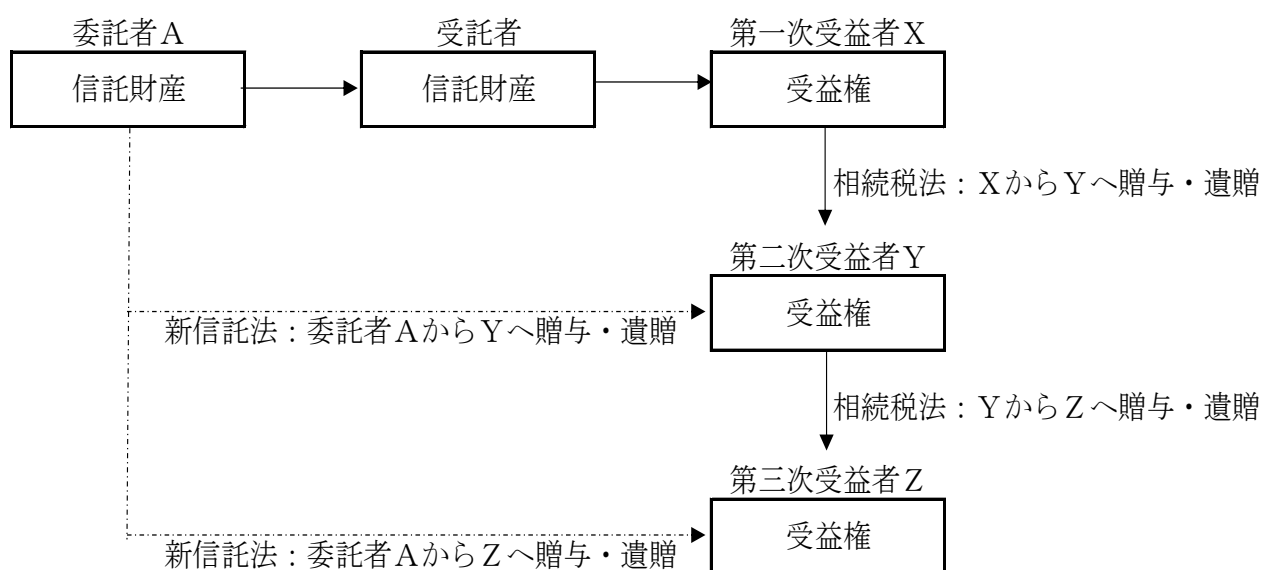 委託者Ａ
受託者
第一次受益者Ｘ
信託財産
信託財産
受益権
相続税法：ＸからＹへ贈与・遺贈
第二次受益者Ｙ
受益権
新信託法：委託者ＡからＹへ贈与・遺贈
相続税法：ＹからＺへ贈与・遺贈
第三次受益者Ｚ
受益権
新信託法：委託者ＡからＺへ贈与・遺贈